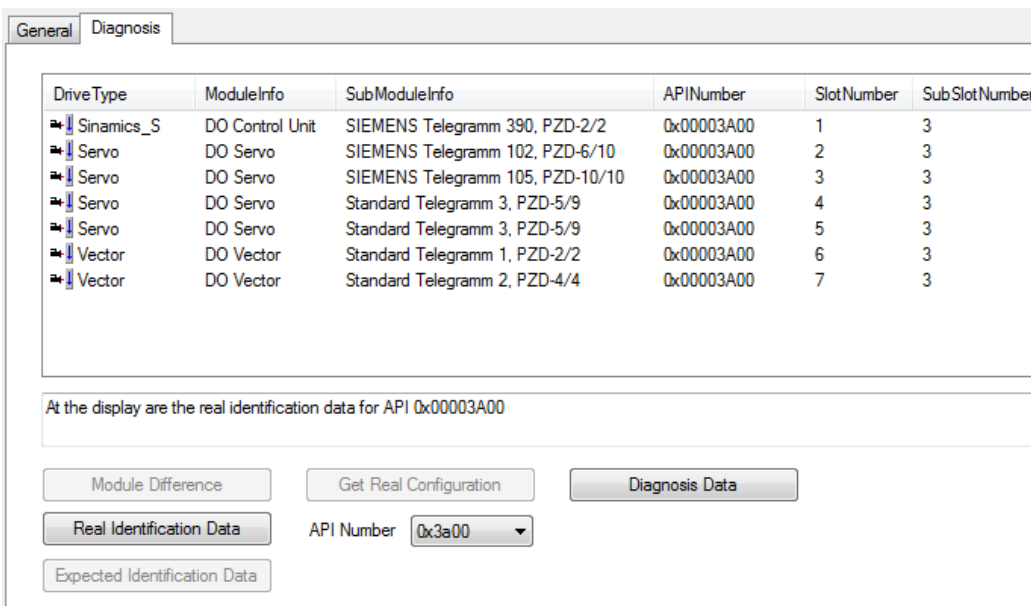 General Diagnosis
DriveType ModuleInfo SubModuleInfo APINumber SlotNumber SubSlotNumber
Sinamics_S DO Control Unit SIEMENS Telegramm 390, PZD-2/2 0x00003A00 1 3
Servo DO Servo SIEMENS Telegramm 102, PZD-6/10 0x00003A00 2 3
Servo DO Servo SIEMENS Telegramm 105, PZD-10/10 0x00003A00 3 3
Servo DO Servo Standard Telegramm 3, PZD-5/9 0x00003A00 4 3
Servo DO Servo Standard Telegramm 3, PZD-5/9 0x00003A00 5 3
Vector DO Vector Standard Telegramm 1, PZD-2/2 0x00003A00 6 3
Vector DO Vector Standard Telegramm 2, PZD-4/4 0x00003A00 7 3
At the display are the real identification data for API 0x00003A00
Module Difference Get Real Configuration Diagnosis Data
Real Identification Data API Number 0x3a00
Expected Identification Data